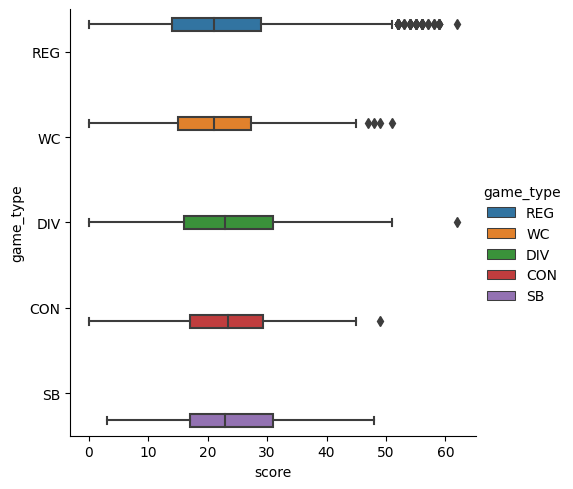 REG
WC
DIV
CON
SB
game_type
0 10 20 30 40 50 60
score
game_type
REG
WC
DIV
CON
SB